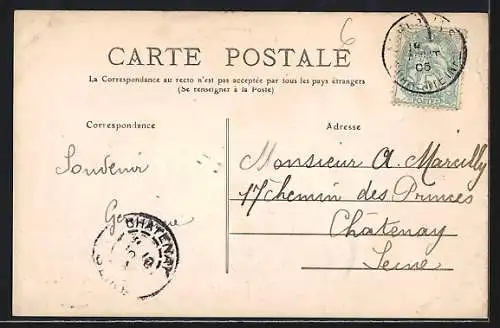 6
CARTE POSTALE
La Correspondance au recto n'est pas acceptée par tous les pays étrangers
(Se renseigner à la Poste)
Correspondance
Adresse
Souvenir
Monsieur A. Marcilly
17 chemin des Princes
Châtenay
Seine
CHATENAY